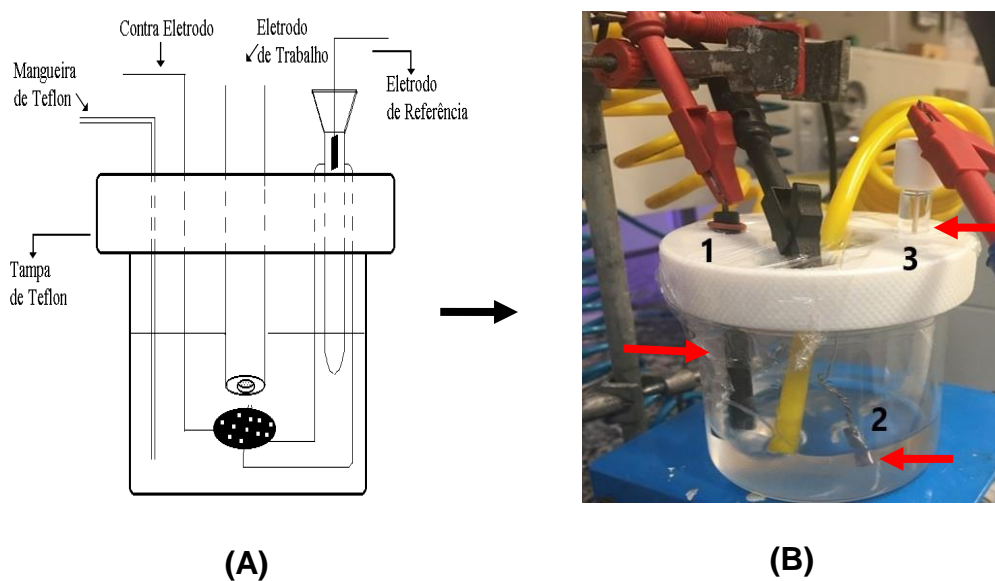 Contra Eletrodo
Eletrodo
de Trabalho
Mangueira
de Teflon
Eletrodo
de Referência
Tampa
de Teflon
1
3
2
(A)
(B)